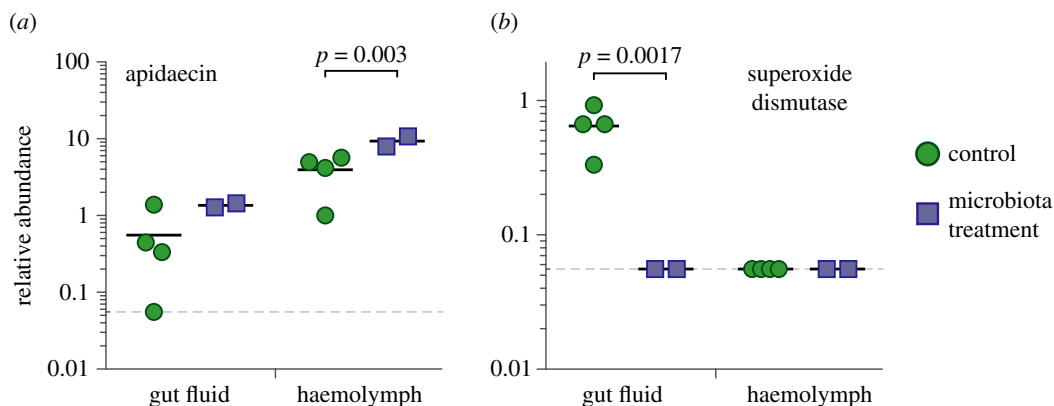 (a)
apidaecin
p = 0.003
relative abundance
100
10
1
0.1
0.01
gut fluid
haemolymph
(b)
p = 0.0017
superoxide
dismutase
1
0.1
0.01
gut fluid
haemolymph
control
microbiota
treatment